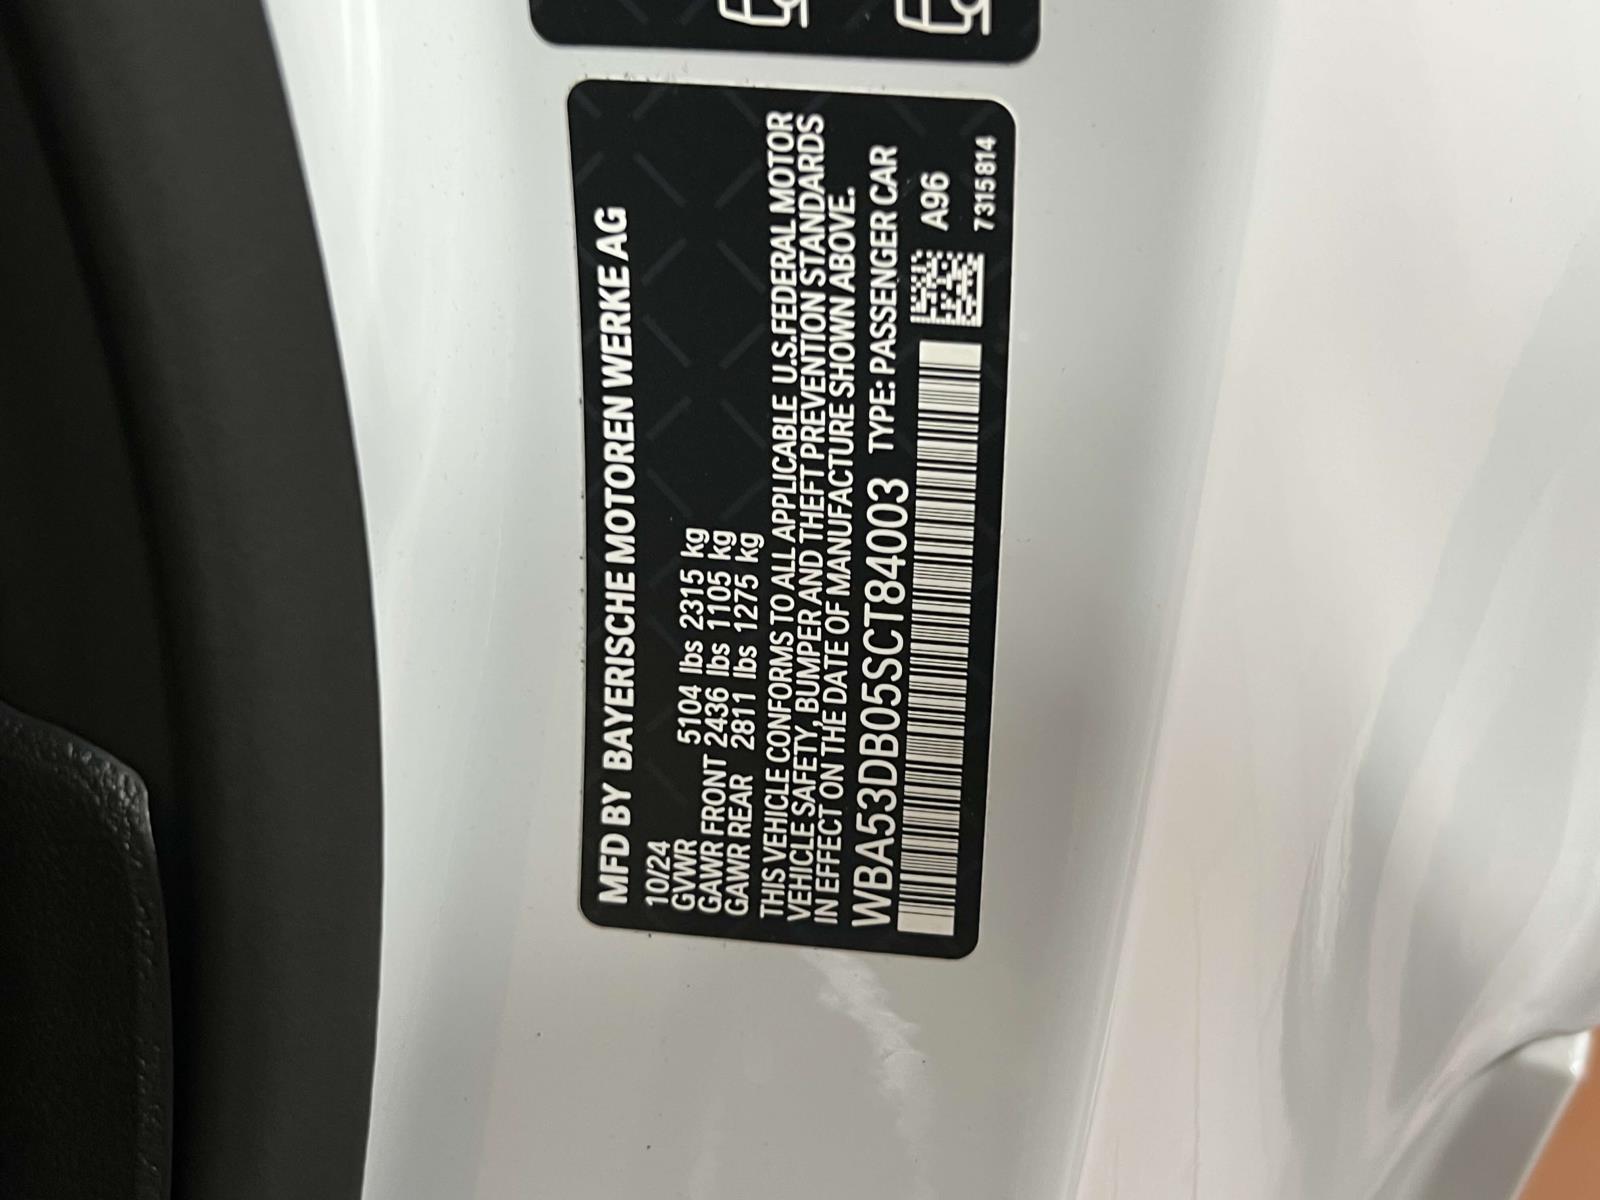 MFD BY BAYERISCHE MOTOREN WERKE AG
10/24
GVWR 5104 lbs 2315 kg
GAWR FRONT 2436 lbs 1105 kg
GAWR REAR 2811 lbs 1275 kg
THIS VEHICLE CONFORMS TO ALL APPLICABLE U.S.FEDERAL MOTOR
VEHICLE SAFETY, BUMPER AND THEFT PREVENTION STANDARDS
IN EFFECT ON THE DATE OF MANUFACTURE SHOWN ABOVE.
WBA53DB05SCT84003 TYPE: PASSENGER CAR
A96
7315814